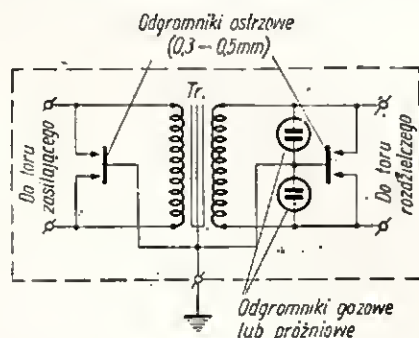 Odgromniki ostrzowe
(0,3 – 0,5mm)
Tr.
Do toru
zasilającego
Do toru
rozdzielczego
Odgromniki gazowe
lub próżniowe